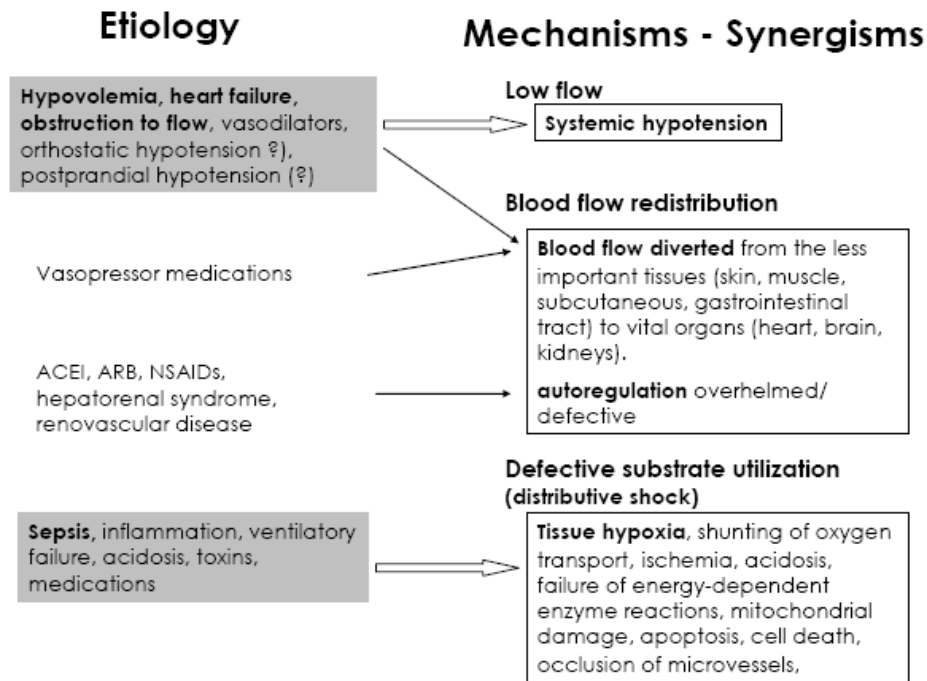 Etiology
Mechanisms - Synergisms
Hypovolemia, heart failure,
obstruction to flow, vasodilators,
orthostatic hypotension ?),
postprandial hypotension (?)
Low flow
Systemic hypotension
Blood flow redistribution
Vasopressor medications
Blood flow diverted from the less
important tissues (skin, muscle,
subcutaneous, gastrointestinal
tract) to vital organs (heart, brain,
kidneys).
ACEI, ARB, NSAIDs,
hepatorenal syndrome,
renovascular disease
autoregulation overhelmed/
defective
Defective substrate utilization
(distributive shock)
Sepsis, inflammation, ventilatory
failure, acidosis, toxins,
medications
Tissue hypoxia, shunting of oxygen
transport, ischemia, acidosis,
failure of energy-dependent
enzyme reactions, mitochondrial
damage, apoptosis, cell death,
occlusion of microvessels,